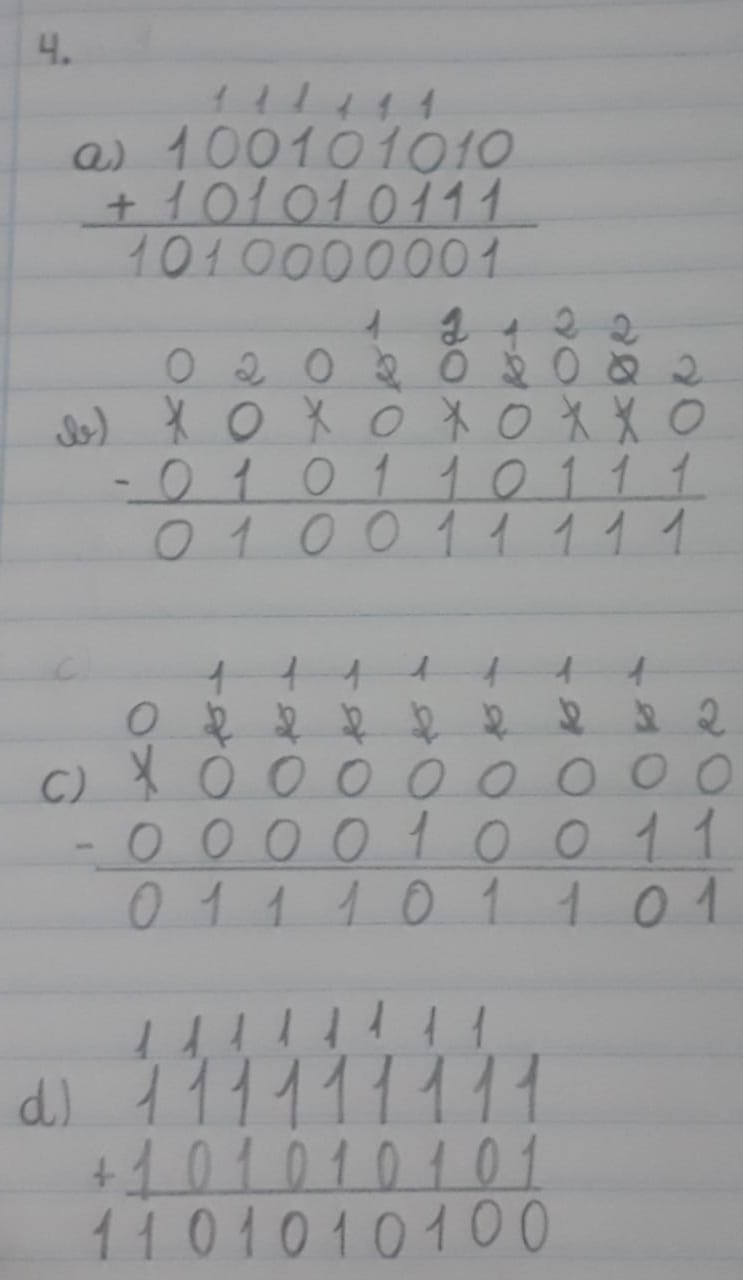 4.
1 1 1 1 1 1
a) 100101010
+ 101010111
1010000001
1 1 2 2
0 2 0 2 0 2 0 0 2
b) 1 0 1 0 1 0 1 1 0
- 0 1 0 1 1 0 1 1 1
0 1 0 0 1 1 1 1 1
1 1 1 1 1 1 1
0 2 2 2 2 2 2 2 2
c) 1 0 0 0 0 0 0 0 0
- 0 0 0 0 1 0 0 1 1
0 1 1 1 0 1 1 0 1
1 1 1 1 1 1 1 1
d) 111111111
+ 101010101
1101010100